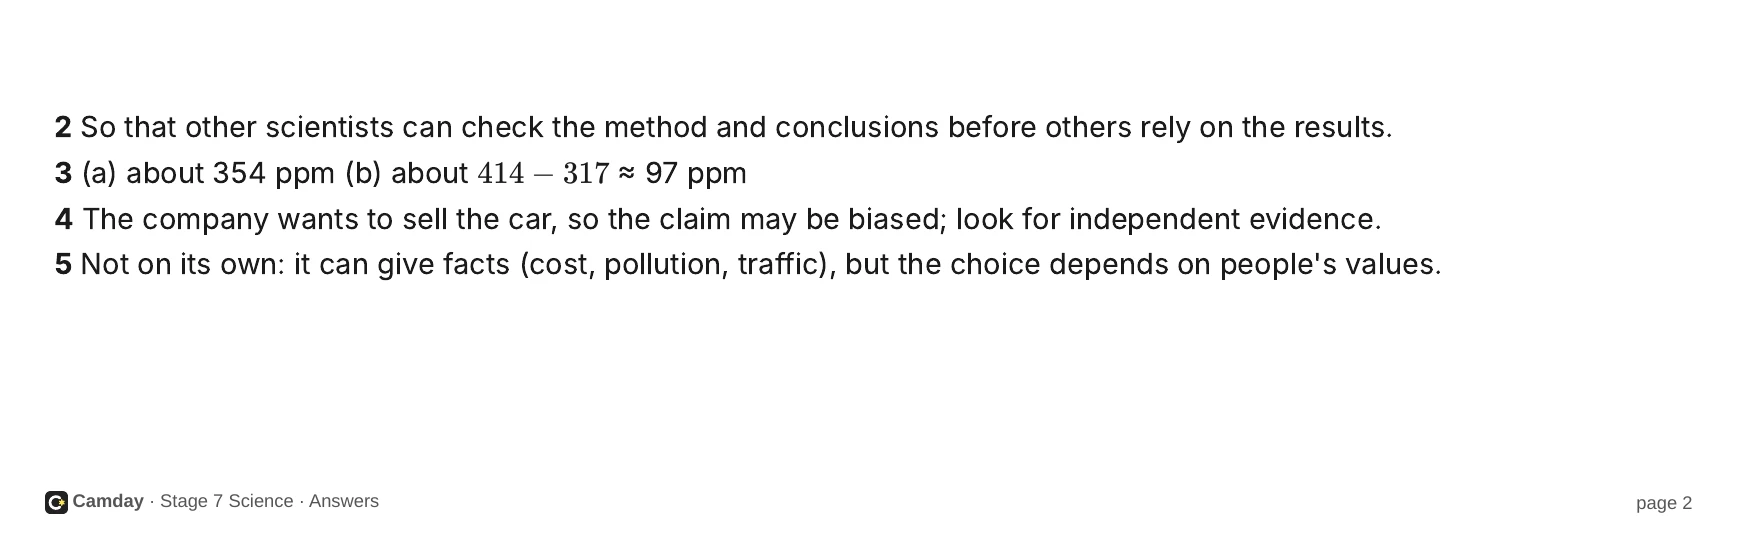 2 So that other scientists can check the method and conclusions before others rely on the results.
3 (a) about 354 ppm (b) about 414 − 317 ≈ 97 ppm
4 The company wants to sell the car, so the claim may be biased; look for independent evidence.
5 Not on its own: it can give facts (cost, pollution, traffic), but the choice depends on people's values.
Camday · Stage 7 Science · Answers
page 2